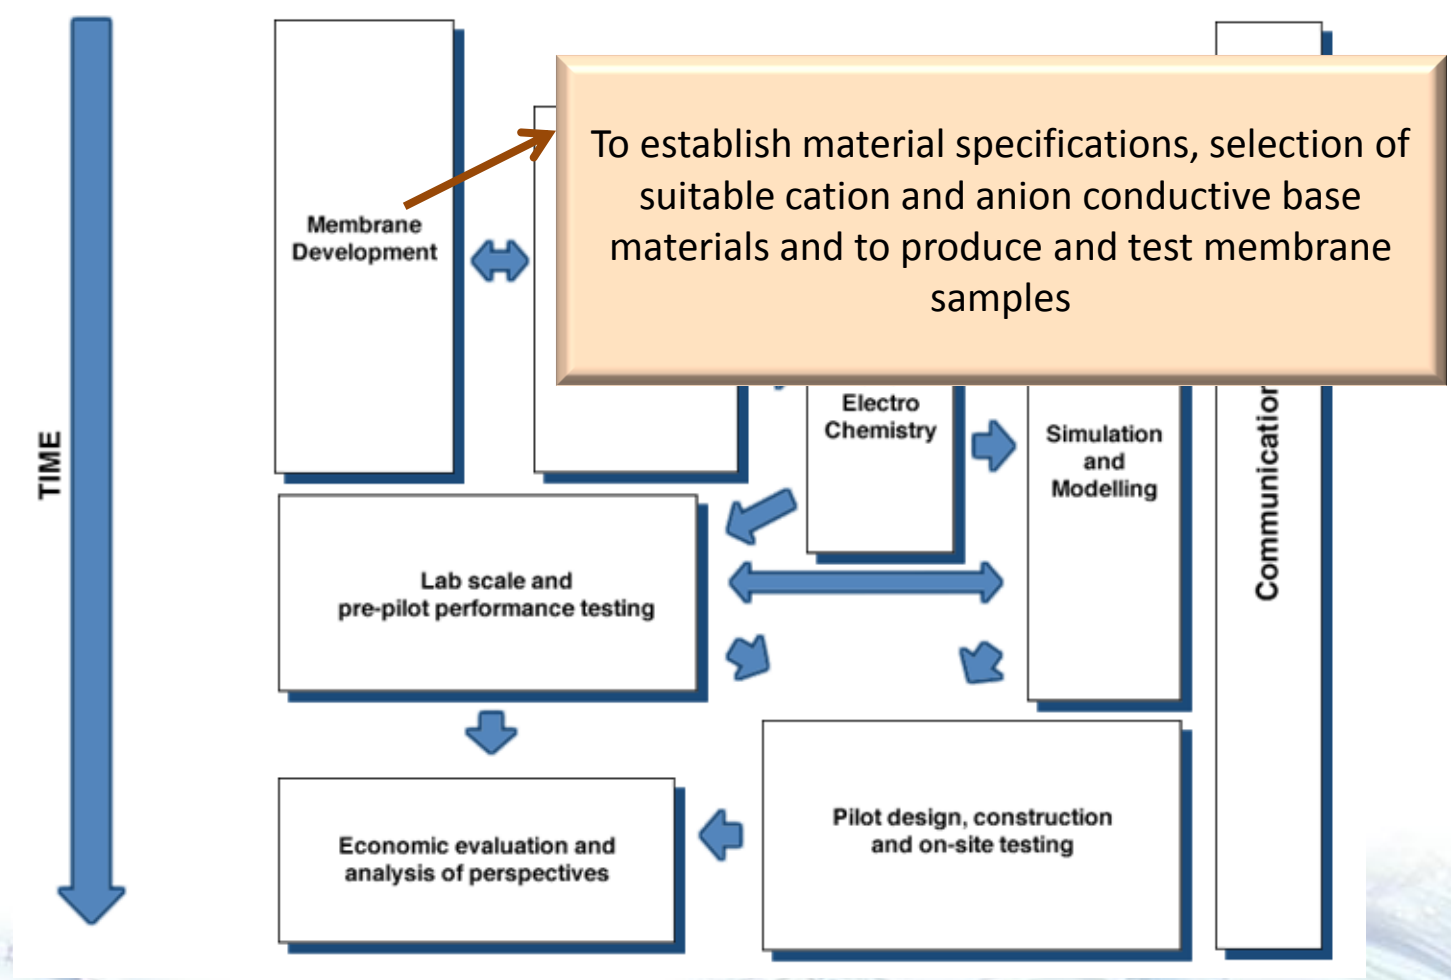 To establish material specifications, selection of
suitable cation and anion conductive base
materials and to produce and test membrane
samples
Membrane
Development
Electro
Chemistry
Simulation
and
Modelling
Communication
TIME
Lab scale and
pre-pilot performance testing
Pilot design, construction
and on-site testing
Economic evaluation and
analysis of perspectives